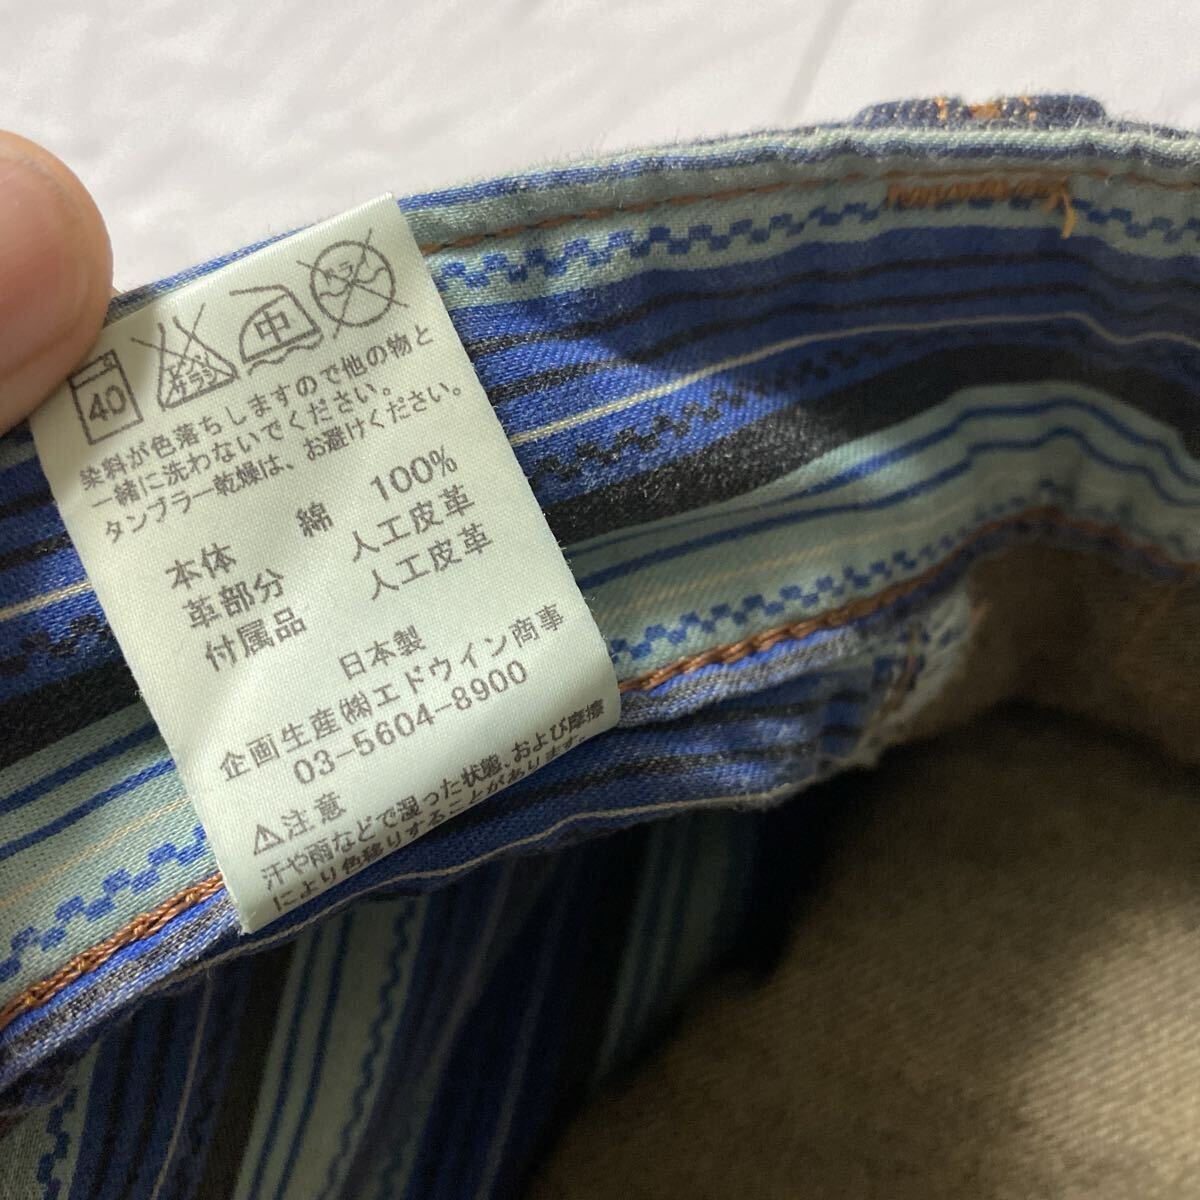 40 エンソ サラシ 中 ドライ
染料が色落ちしますので他の物と
一緒に洗わないでください。
タンブラー乾燥は、お避けください。
本体 綿 100%
革部分 人工皮革
付属品 人工皮革
日本製
企画生産㈱エドウイン商事
03-5604-8900
⚠注意
汗や雨などで湿った状態、および摩擦
により色移りすることがあります。